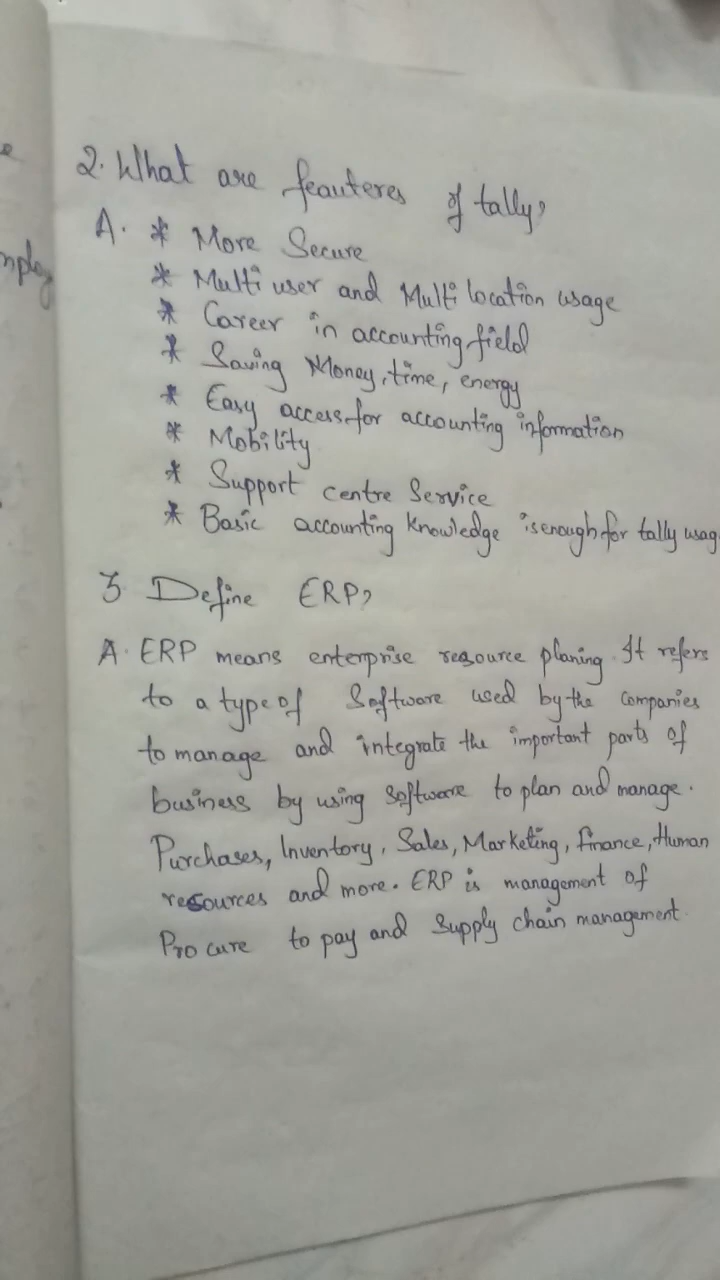 2. What are feauteres of tally?
A. * More Secure
* Multi user and Multi location usage
* Career in accounting field
* Saving Money, time, energy
* Easy access for accounting information
* Mobility
* Support centre Service
* Basic accounting knowledge is enough for tally usag
3 Define ERP?
A. ERP means enterprise resource planing. It refers
to a type of Software used by the companies
to manage and integrate the important parts of
business by using software to plan and manage.
Purchases, Inventory, Sales, Marketing, finance, Human
resources and more. ERP is management of
Procure to pay and Supply chain management.